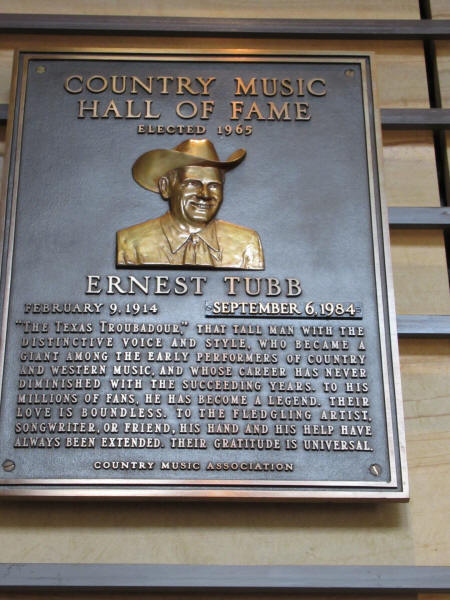 COUNTRY MUSIC
HALL OF FAME
ELECTED 1965
ERNEST TUBB
FEBRUARY 9, 1914 SEPTEMBER 6, 1984
"THE TEXAS TROUBADOUR," THAT TALL MAN WITH THE
DISTINCTIVE VOICE AND STYLE, WHO BECAME A
GIANT AMONG THE EARLY PERFORMERS OF COUNTRY
AND WESTERN MUSIC, AND WHOSE CAREER HAS NEVER
DIMINISHED WITH THE SUCCEEDING YEARS. TO HIS
MILLIONS OF FANS, HE HAS BECOME A LEGEND. THEIR
LOVE IS BOUNDLESS. TO THE FLEDGLING ARTIST,
SONGWRITER, OR FRIEND, HIS HAND AND HIS HELP HAVE
ALWAYS BEEN EXTENDED. THEIR GRATITUDE IS UNIVERSAL.
COUNTRY MUSIC ASSOCIATION